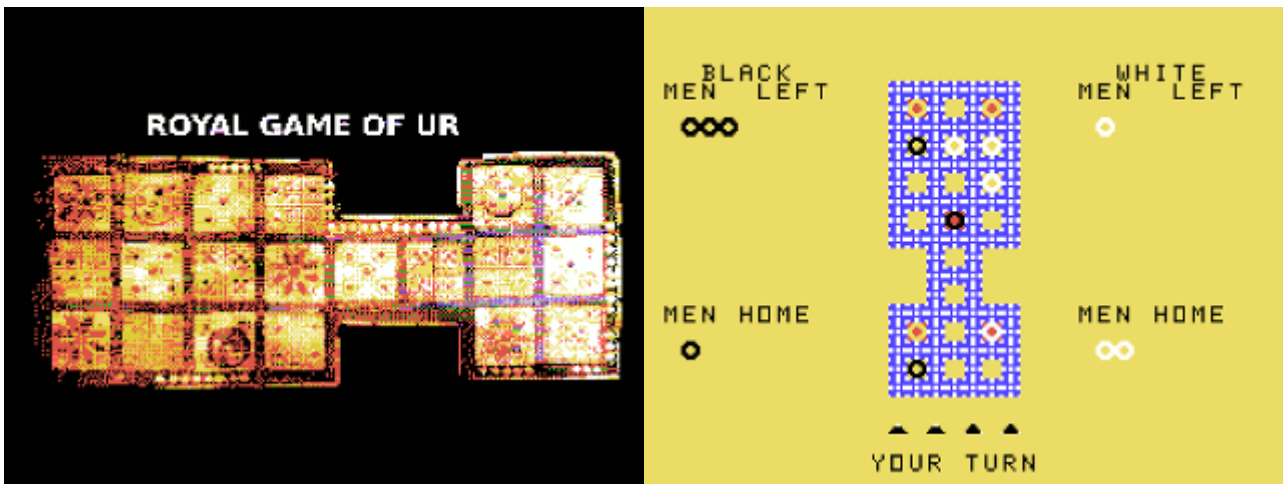 ROYAL GAME OF UR
BLACK
MEN LEFT
WHITE
MEN LEFT
MEN HOME
MEN HOME
YOUR TURN